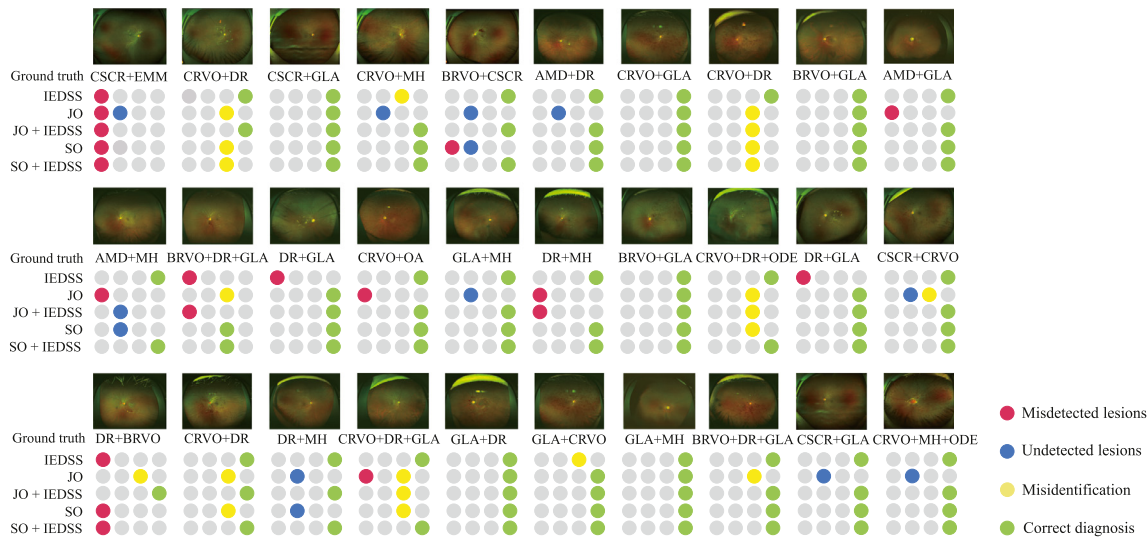 Ground truth CSCR+EMM CRVO+DR CSCR+GLA CRVO+MH BRVO+CSCR AMD+DR CRVO+GLA CRVO+DR BRVO+GLA AMD+GLA
IEDSS
JO
JO + IEDSS
SO
SO + IEDSS
Ground truth AMD+MH BRVO+DR+GLA DR+GLA CRVO+OA GLA+MH DR+MH BRVO+GLA CRVO+DR+ODE DR+GLA CSCR+CRVO
IEDSS
JO
JO + IEDSS
SO
SO + IEDSS
Ground truth DR+BRVO CRVO+DR DR+MH CRVO+DR+GLA GLA+DR GLA+CRVO GLA+MH BRVO+DR+GLA CSCR+GLA CRVO+MH+ODE
IEDSS
JO
JO + IEDSS
SO
SO + IEDSS
Misdetected lesions
Undetected lesions
Misidentification
Correct diagnosis